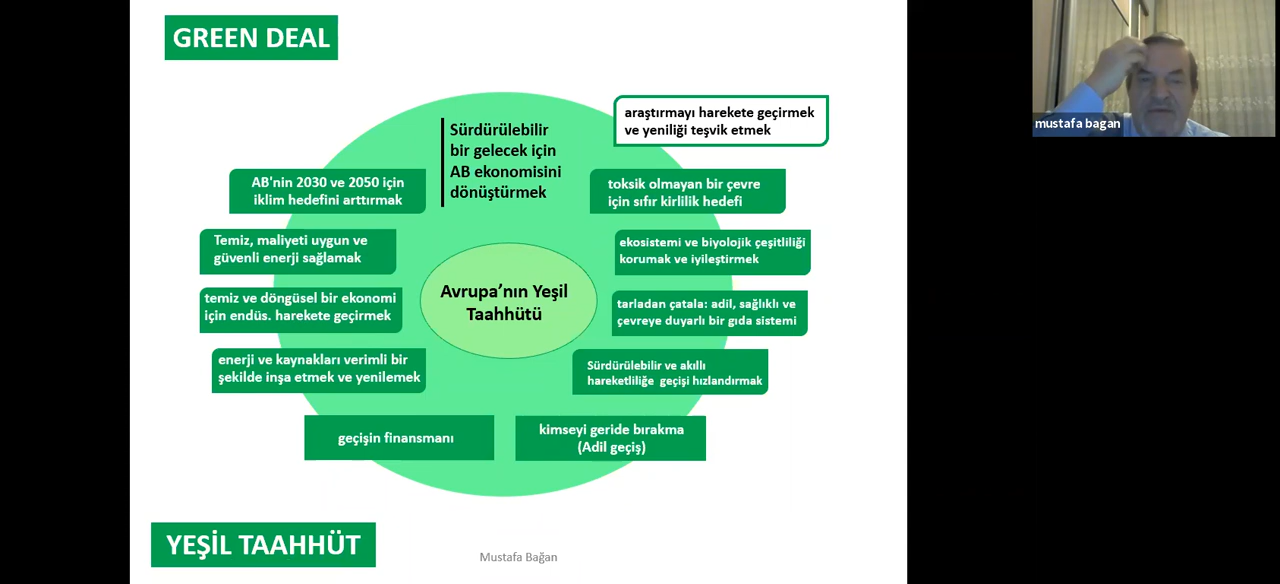 GREEN DEAL
araştırmayı harekete geçirmek
ve yeniliği teşvik etmek
mustafa bagan
Sürdürülebilir
bir gelecek için
AB ekonomisini
dönüştürmek
AB'nin 2030 ve 2050 için
iklim hedefini arttırmak
toksik olmayan bir çevre
için sıfır kirlilik hedefi
Temiz, maliyeti uygun ve
güvenli enerji sağlamak
ekosistemi ve biyolojik çeşitliliği
korumak ve iyileştirmek
Avrupa’nın Yeşil
Taahhütü
temiz ve döngüsel bir ekonomi
için endüs. harekete geçirmek
tarladan çatala: adil, sağlıklı ve
çevreye duyarlı bir gıda sistemi
enerji ve kaynakları verimli bir
şekilde inşa etmek ve yenilemek
Sürdürülebilir ve akıllı
hareketliliğe geçişi hızlandırmak
geçişin finansmanı
kimseyi geride bırakma
(Adil geçiş)
YEŞİL TAAHHÜT
Mustafa Bağan